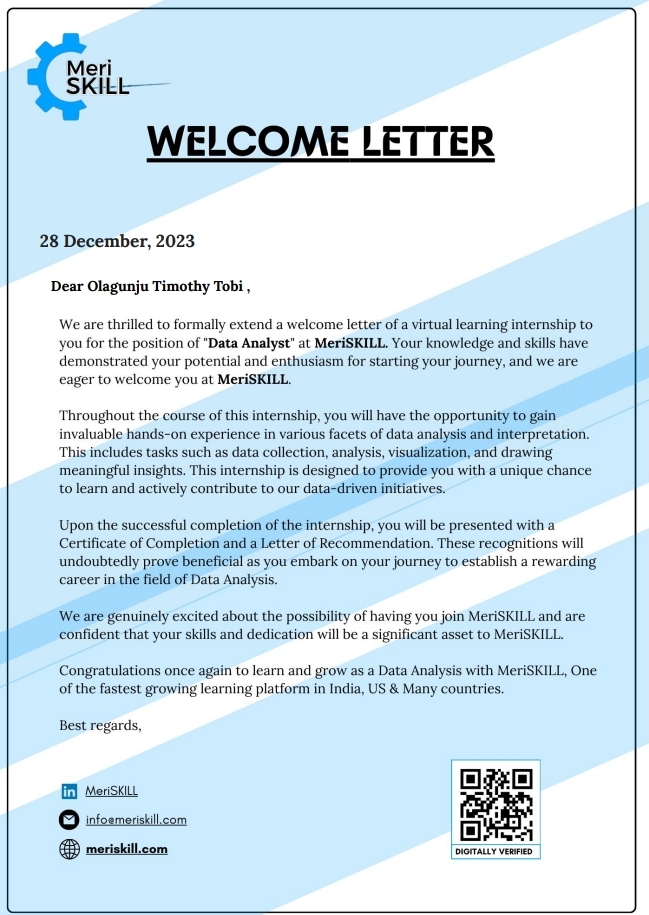 Meri
SKILL
WELCOME LETTER
28 December, 2023
Dear Olagunju Timothy Tobi ,
We are thrilled to formally extend a welcome letter of a virtual learning internship to
you for the position of "Data Analyst" at MeriSKILL. Your knowledge and skills have
demonstrated your potential and enthusiasm for starting your journey, and we are
eager to welcome you at MeriSKILL.
Throughout the course of this internship, you will have the opportunity to gain
invaluable hands-on experience in various facets of data analysis and interpretation.
This includes tasks such as data collection, analysis, visualization, and drawing
meaningful insights. This internship is designed to provide you with a unique chance
to learn and actively contribute to our data-driven initiatives.
Upon the successful completion of the internship, you will be presented with a
Certificate of Completion and a Letter of Recommendation. These recognitions will
undoubtedly prove beneficial as you embark on your journey to establish a rewarding
career in the field of Data Analysis.
We are genuinely excited about the possibility of having you join MeriSKILL and are
confident that your skills and dedication will be a significant asset to MeriSKILL.
Congratulations once again to learn and grow as a Data Analysis with MeriSKILL, One
of the fastest growing learning platform in India, US & Many countries.
Best regards,
in MeriSKILL
info@meriskill.com
meriskill.com
DIGITALLY VERIFIED